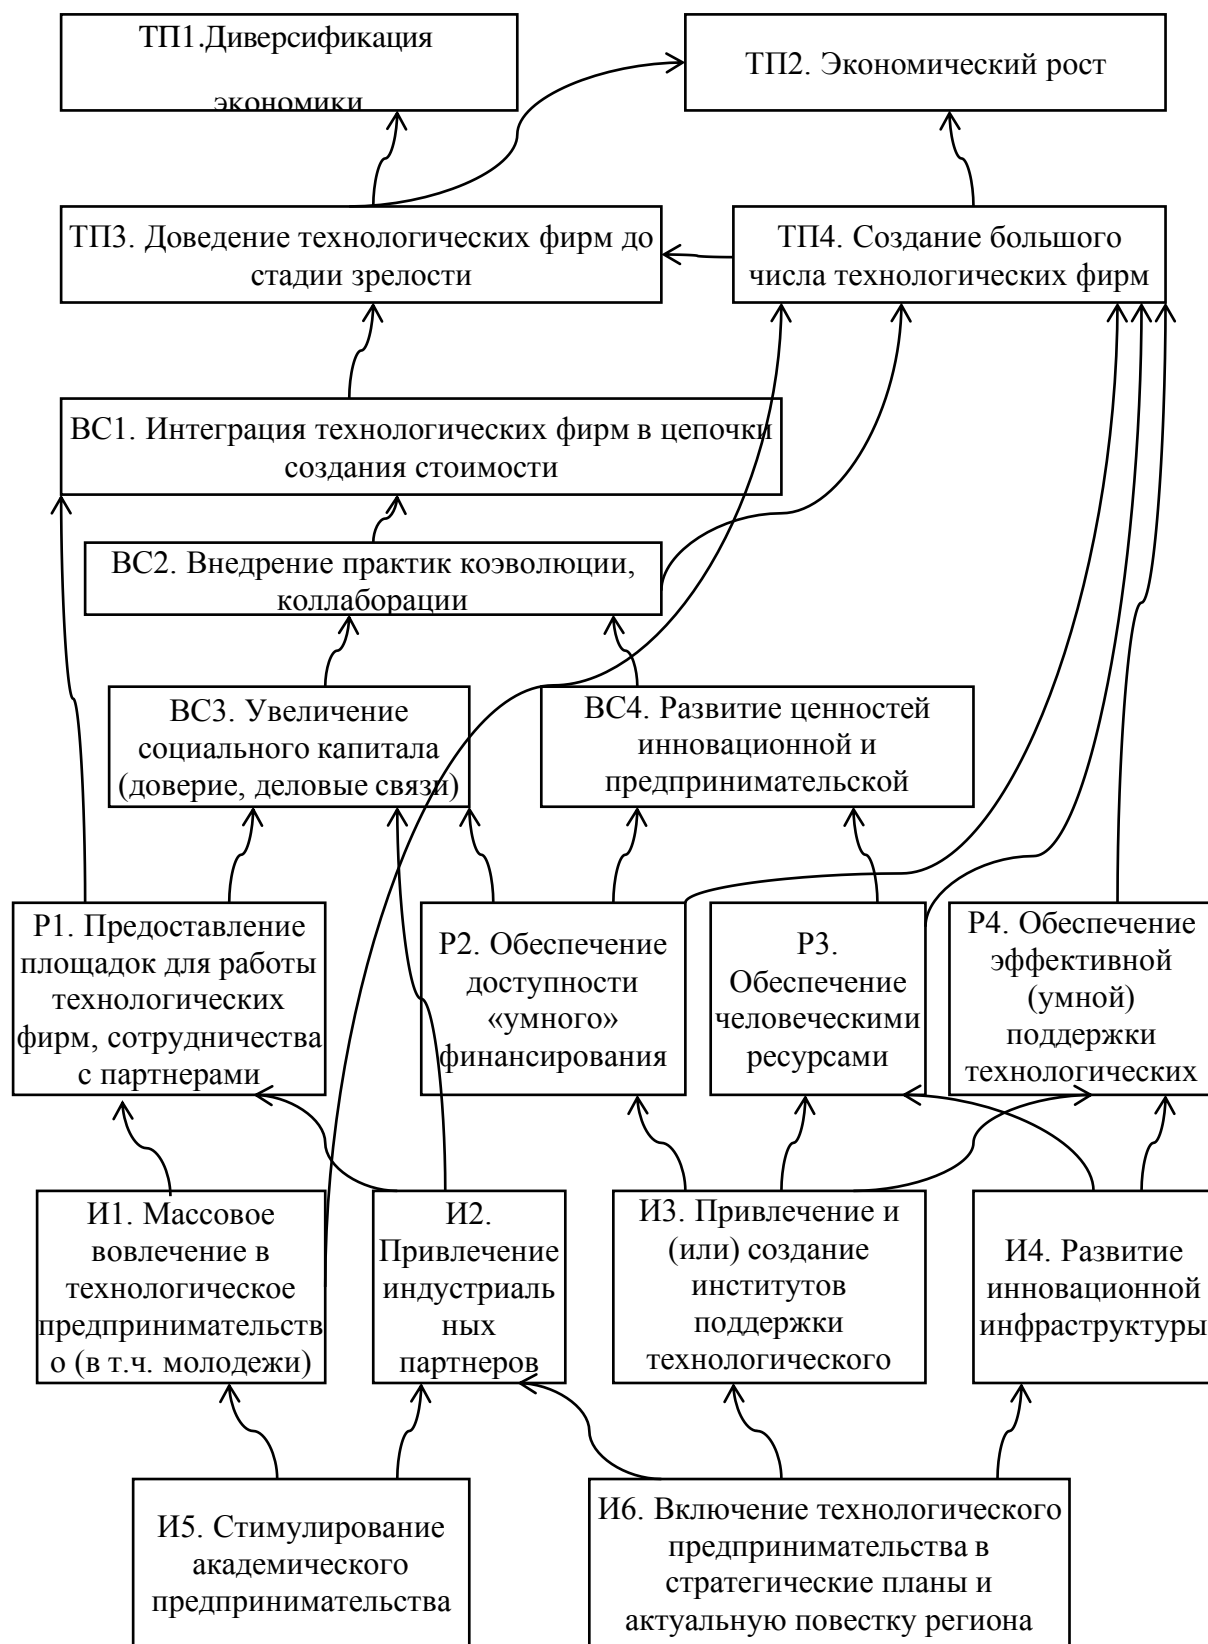 ТП1.Диверсификация
экономики
ТП2. Экономический рост
ТП3. Доведение технологических фирм до
стадии зрелости
ТП4. Создание большого
числа технологических фирм
ВС1. Интеграция технологических фирм в цепочки
создания стоимости
ВС2. Внедрение практик коэволюции,
коллаборации
ВС3. Увеличение
социального капитала
(доверие, деловые связи)
ВС4. Развитие ценностей
инновационной и
предпринимательской
Р1. Предоставление
площадок для работы
технологических
фирм, сотрудничества
с партнерами
Р2. Обеспечение
доступности
«умного»
финансирования
Р3.
Обеспечение
человеческими
ресурсами
Р4. Обеспечение
эффективной
(умной)
поддержки
технологических
И1. Массовое
вовлечение в
технологическое
предпринимательств
о (в т.ч. молодежи)
И2.
Привлечение
индустриаль
ных
партнеров
И3. Привлечение и
(или) создание
институтов
поддержки
технологического
И4. Развитие
инновационной
инфраструктуры
И5. Стимулирование
академического
предпринимательства
И6. Включение технологического
предпринимательства в
стратегические планы и
актуальную повестку региона